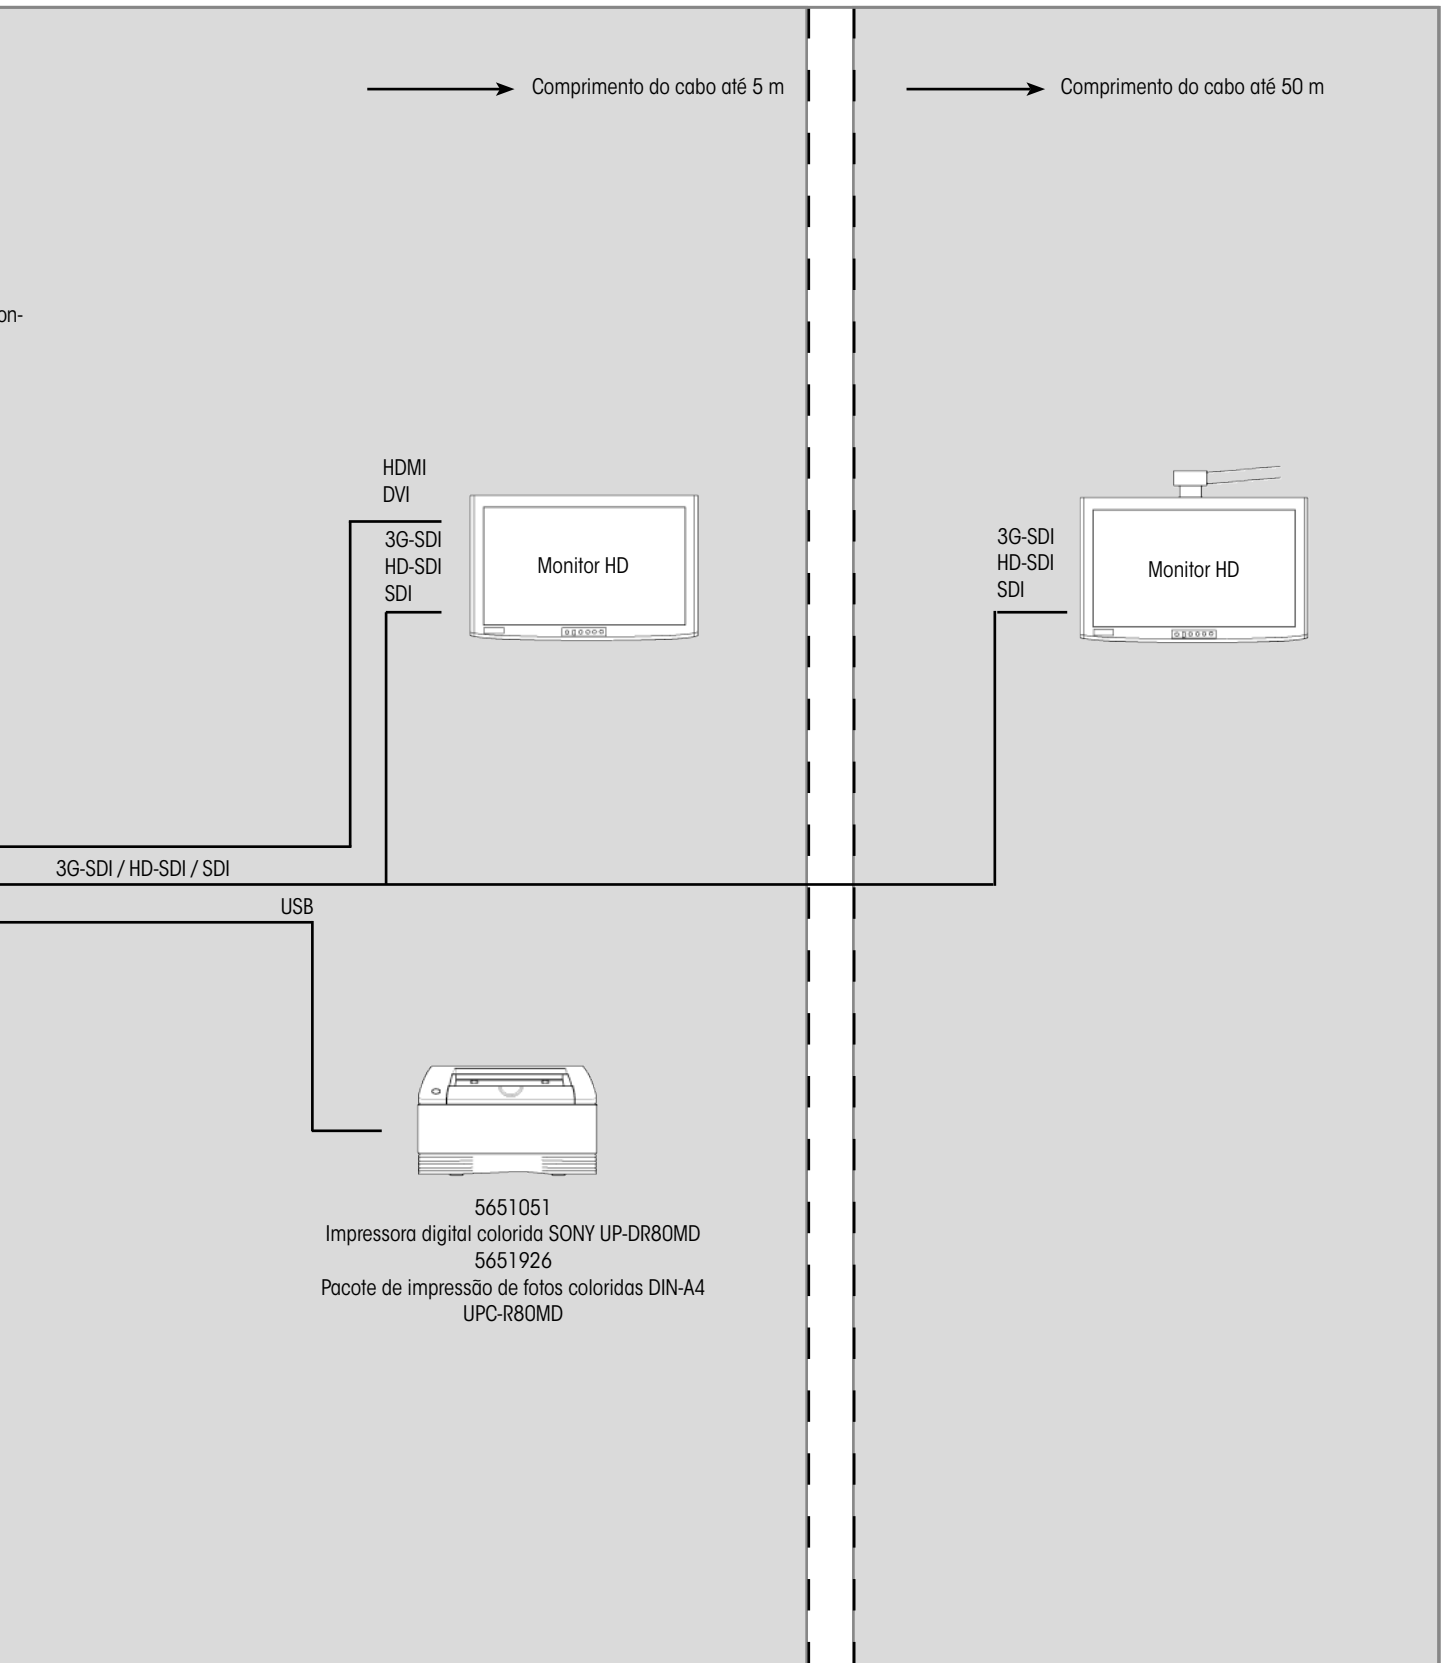 Comprimento do cabo até 5 m
Comprimento do cabo até 50 m
on-
HDMI
DVI
3G-SDI
HD-SDI
SDI
Monitor HD
3G-SDI
HD-SDI
SDI
Monitor HD
3G-SDI / HD-SDI / SDI
USB
5651051
Impressora digital colorida SONY UP-DR80MD
5651926
Pacote de impressão de fotos coloridas DIN-A4
UPC-R80MD